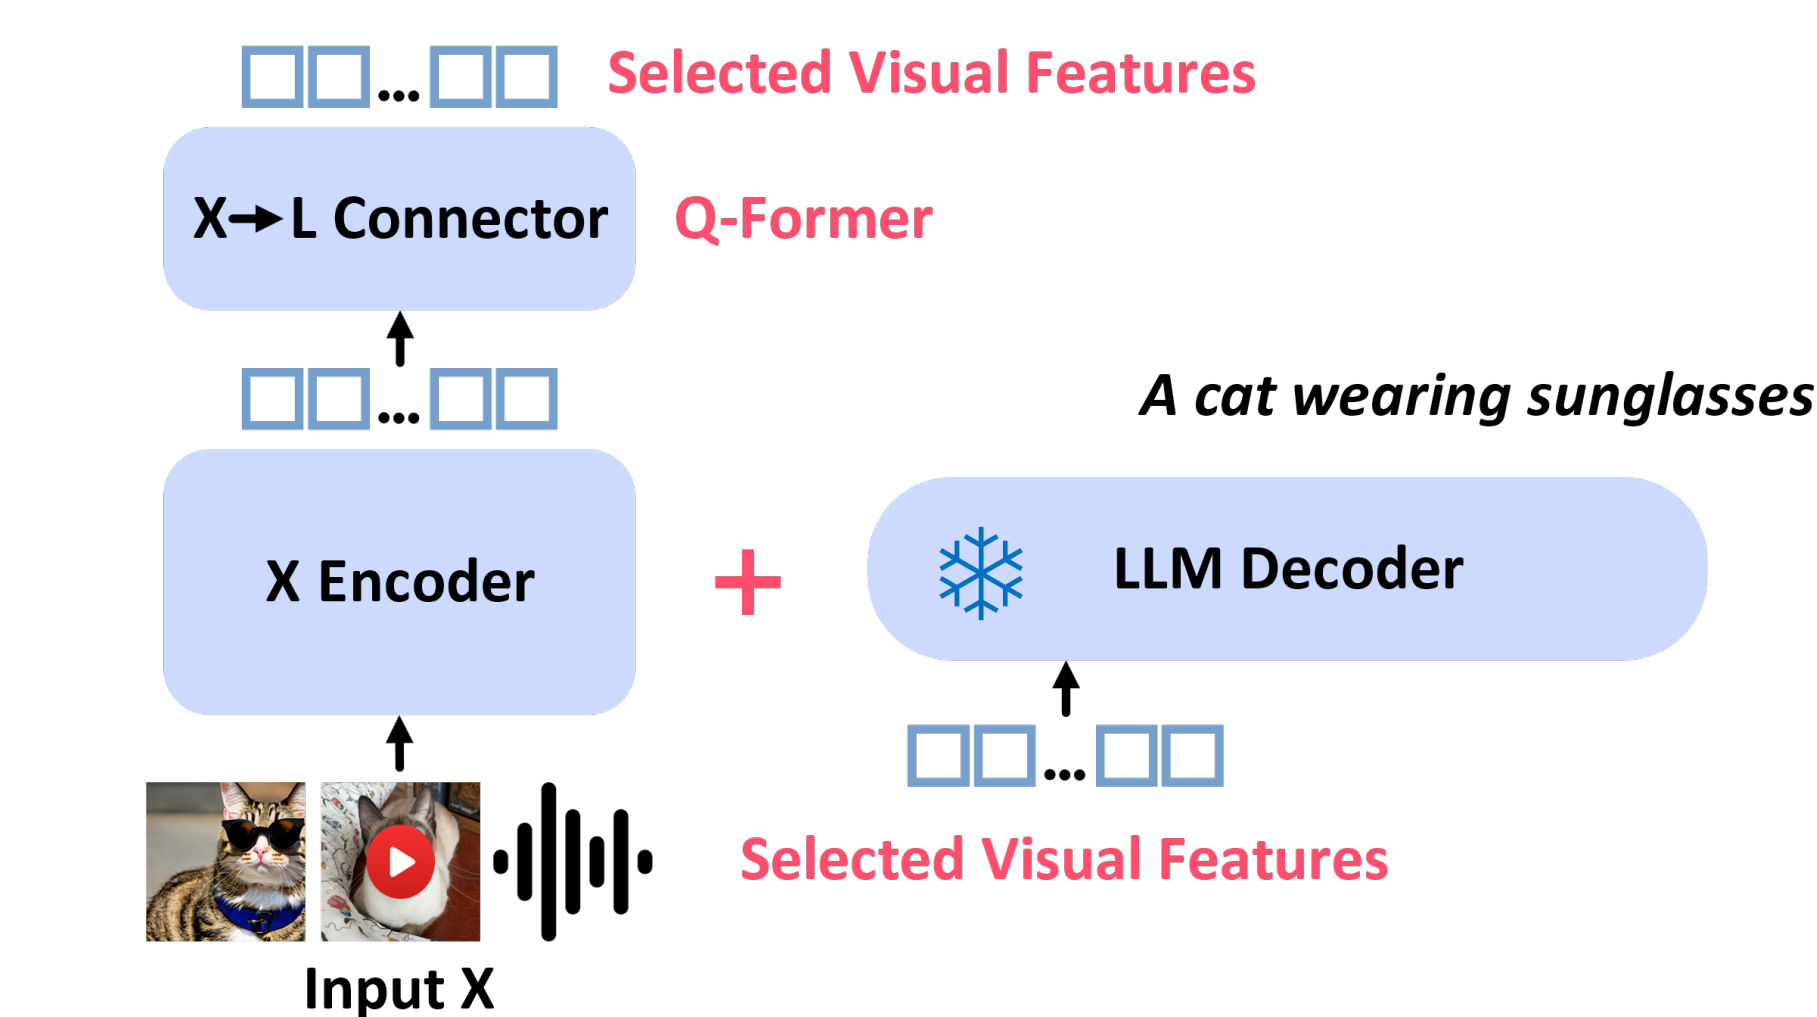 Selected Visual Features
X→L Connector
Q-Former
A cat wearing sunglasses
X Encoder
+
LLM Decoder
Selected Visual Features
Input X